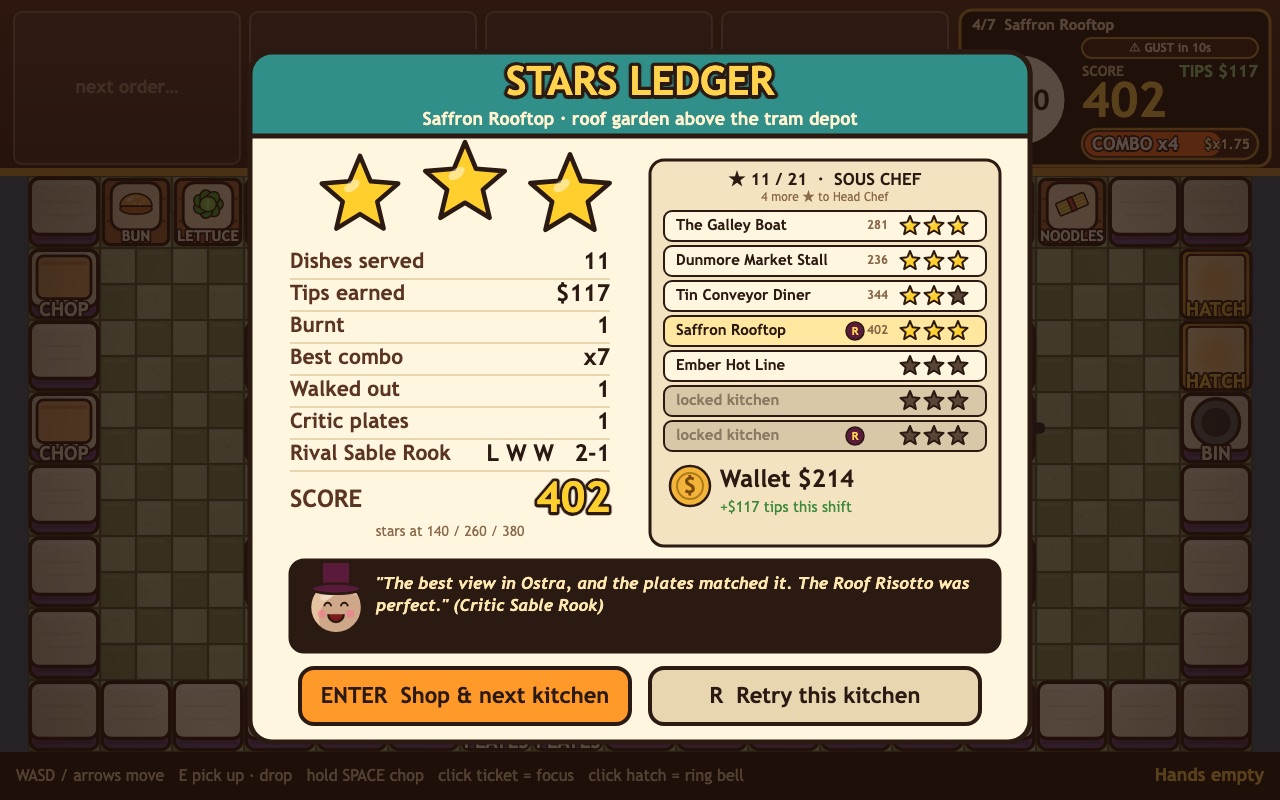 next order...
4/7 Saffron Rooftop
⚠ GUST in 10s
SCORE
TIPS $117
402
COMBO x4
$x1.75
0
BUN
LETTUCE
NOODLES
CHOP
CHOP
HATCH
HATCH
BIN
STARS LEDGER
Saffron Rooftop · roof garden above the tram depot
Dishes served 11
Tips earned $117
Burnt 1
Best combo x7
Walked out 1
Critic plates 1
Rival Sable Rook L W W 2-1
SCORE 402
stars at 140 / 260 / 380
★ 11 / 21 · SOUS CHEF
4 more ★ to Head Chef
The Galley Boat 281
Dunmore Market Stall 236
Tin Conveyor Diner 344
Saffron Rooftop R 402
Ember Hot Line
locked kitchen
locked kitchen R
$
Wallet $214
+$117 tips this shift
"The best view in Ostra, and the plates matched it. The Roof Risotto was
perfect." (Critic Sable Rook)
ENTER Shop & next kitchen
R Retry this kitchen
WASD / arrows move E pick up · drop hold SPACE chop click ticket = focus click hatch = ring bell
Hands empty